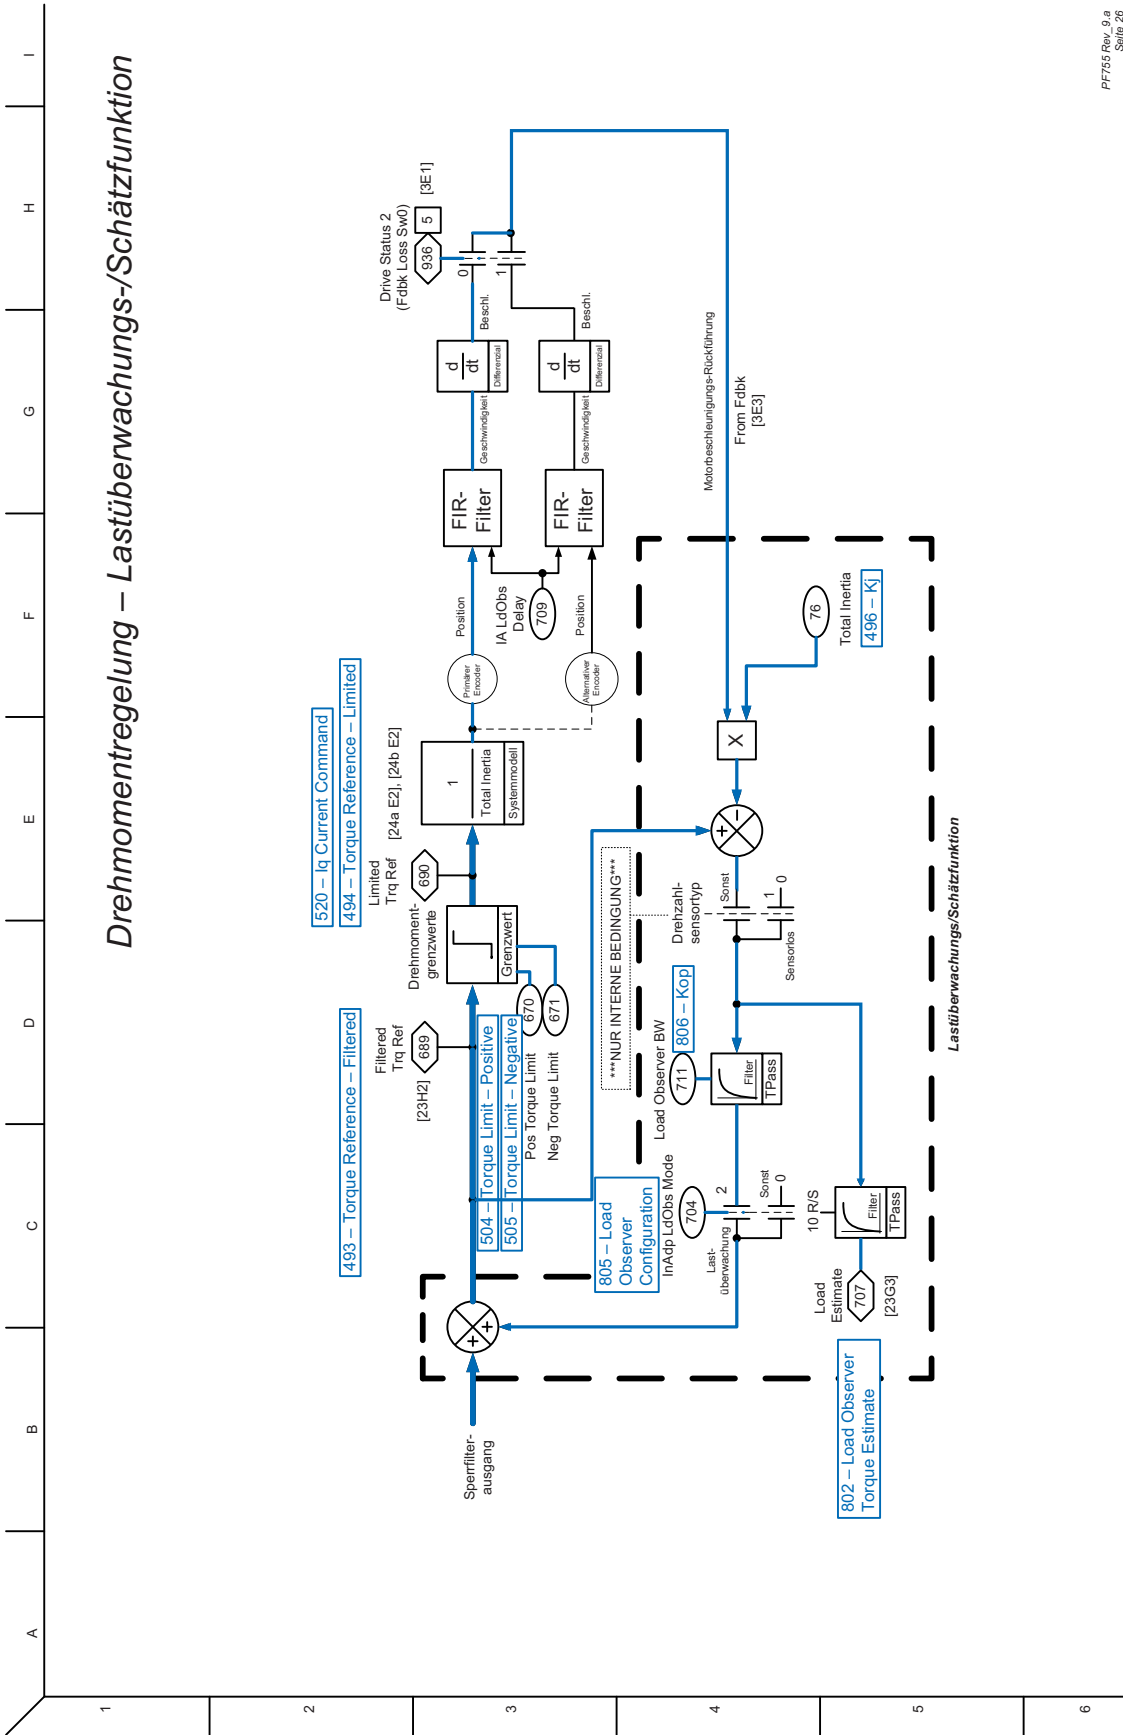 Drehmomentregelung – Lastüberwachungs-/Schätzfunktion
A
B
C
D
E
F
G
H
I
1
2
3
4
5
6
520 – Iq Current Command
493 – Torque Reference – Filtered
494 – Torque Reference – Limited
Filtered
Trq Ref
689
[23H2]
Drehmoment-
grenzwerte
Limited
Trq Ref
690
[24a E2], [24b E2]
Drive Status 2
(Fdbk Loss Sw0)
936
5
[3E1]
Sperrfilter-
ausgang
+
+
Grenzwert
1
Total Inertia
Systemmodell
Primärer
Encoder
Position
FIR-
Filter
Geschwindigkeit
d
dt
Differenzial
Beschl.
0
1
504 – Torque Limit – Positive
505 – Torque Limit – Negative
670
671
Pos Torque Limit
Neg Torque Limit
IA LdObs
Delay
709
Alternativer
Encoder
Position
FIR-
Filter
Geschwindigkeit
d
dt
Differenzial
Beschl.
***NUR INTERNE BEDINGUNG***
805 – Load
Observer
Configuration
InAdp LdObs Mode
704
Load Observer BW
711
806 – Kop
Drehzahl-
sensortyp
Last-
überwachung
2
Sonst
0
Filter
TPass
Sonst
Sensorlos
1
0
+
–
X
Motorbeschleunigungs-Rückführung
From Fdbk
[3E3]
76
Total Inertia
496 – Kj
10 R/S
Filter
TPass
Load
Estimate
707
[23G3]
802 – Load Observer
Torque Estimate
Lastüberwachungs/Schätzfunktion
PF755 Rev_9.a
Seite 26